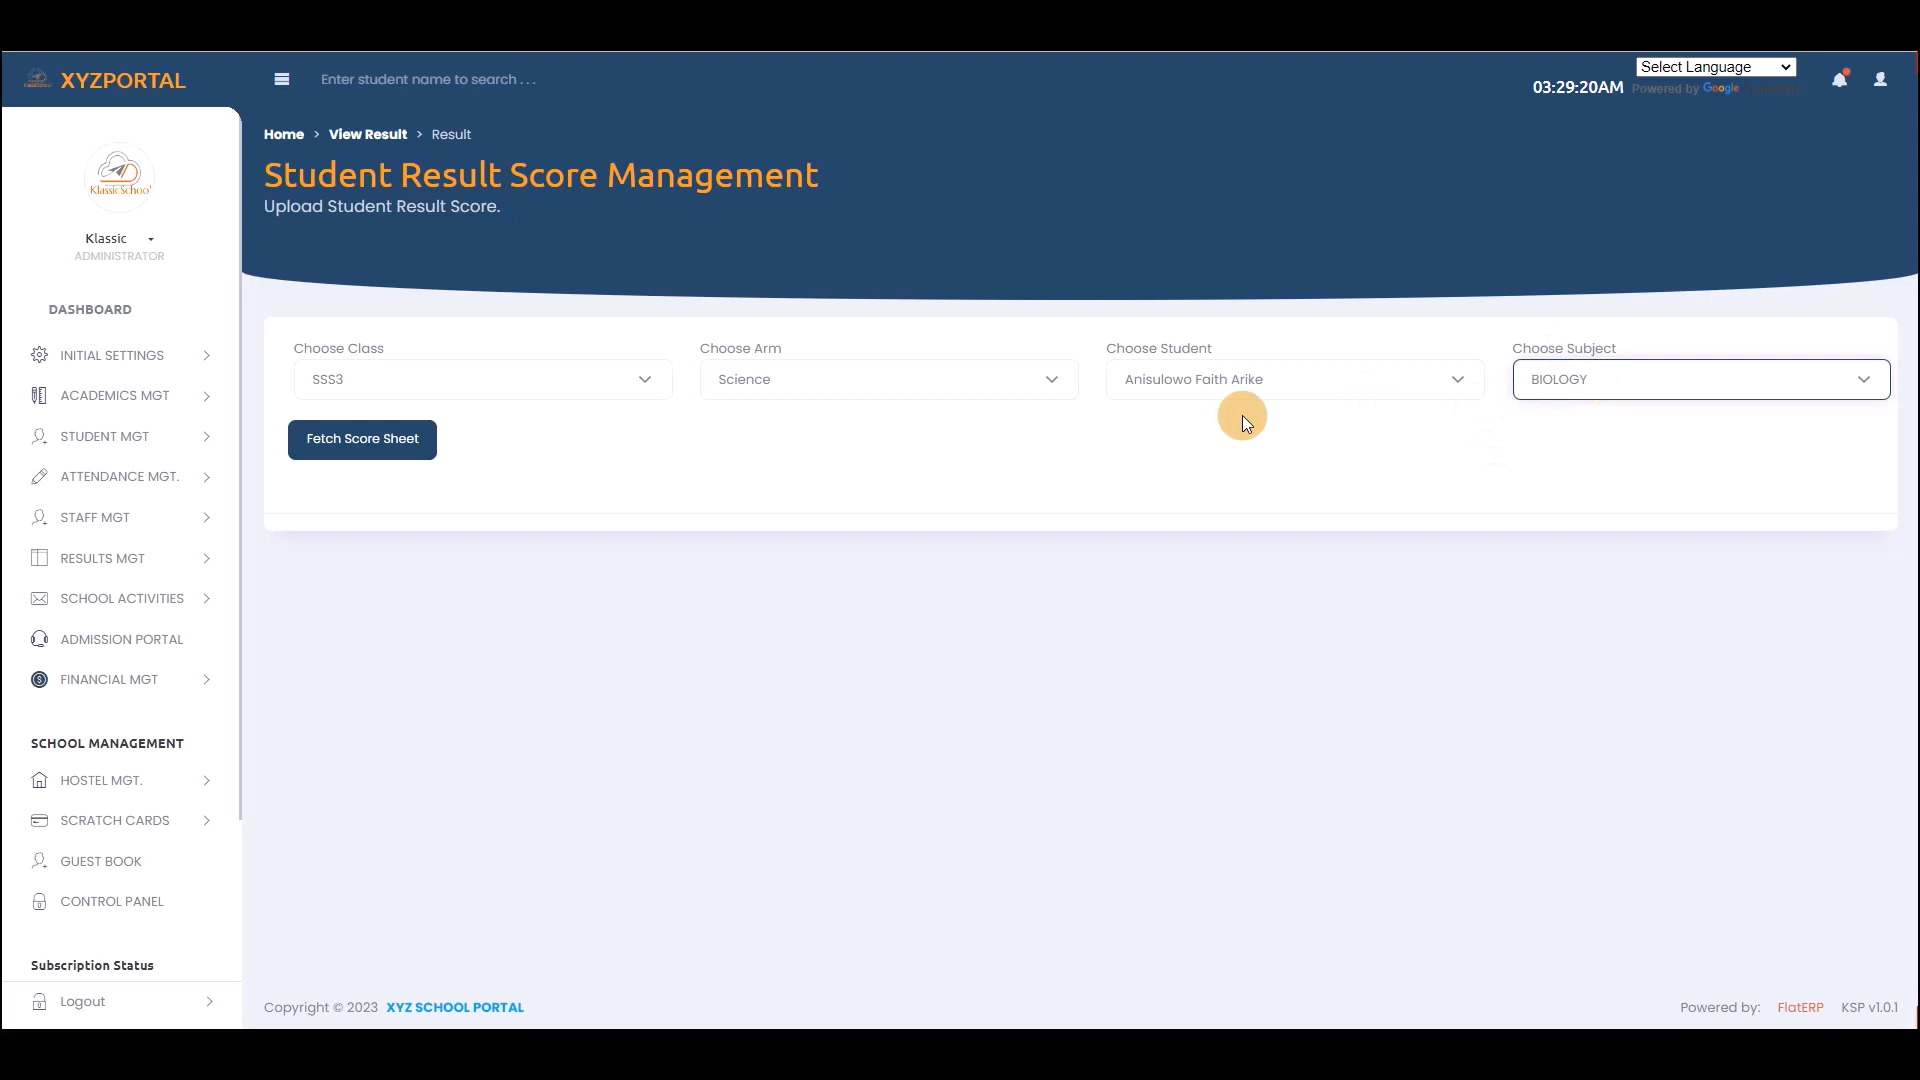 XYZPORTAL
Enter student name to search . . .
03:29:20AM
Select Language
Powered by Google
KlassicSchoo
Klassic
ADMINISTRATOR
DASHBOARD
INITIAL SETTINGS
ACADEMICS MGT
STUDENT MGT
ATTENDANCE MGT.
STAFF MGT
RESULTS MGT
SCHOOL ACTIVITIES
ADMISSION PORTAL
FINANCIAL MGT
SCHOOL MANAGEMENT
HOSTEL MGT.
SCRATCH CARDS
GUEST BOOK
CONTROL PANEL
Subscription Status
Logout
Home > View Result > Result
Student Result Score Management
Upload Student Result Score.
Choose Class
SSS3
Choose Arm
Science
Choose Student
Anisulowo Faith Arike
Choose Subject
BIOLOGY
Fetch Score Sheet
Copyright © 2023 XYZ SCHOOL PORTAL
Powered by: FlatERP KSP v1.0.1